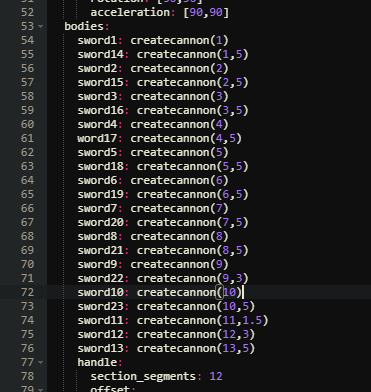 51 rotation: [90,90]
52 acceleration: [90,90]
53 bodies:
54 sword1: createcannon(1)
55 sword14: createcannon(1,5)
56 sword2: createcannon(2)
57 sword15: createcannon(2,5)
58 sword3: createcannon(3)
59 sword16: createcannon(3,5)
60 sword4: createcannon(4)
61 word17: createcannon(4,5)
62 sword5: createcannon(5)
63 sword18: createcannon(5,5)
64 sword6: createcannon(6)
65 sword19: createcannon(6,5)
66 sword7: createcannon(7)
67 sword20: createcannon(7,5)
68 sword8: createcannon(8)
69 sword21: createcannon(8,5)
70 sword9: createcannon(9)
71 sword22: createcannon(9,3)
72 sword10: createcannon(10)
73 sword23: createcannon(10,5)
74 sword11: createcannon(11,1.5)
75 sword12: createcannon(12,3)
76 sword13: createcannon(13,5)
77 handle:
78 section_segments: 12
79 offset: